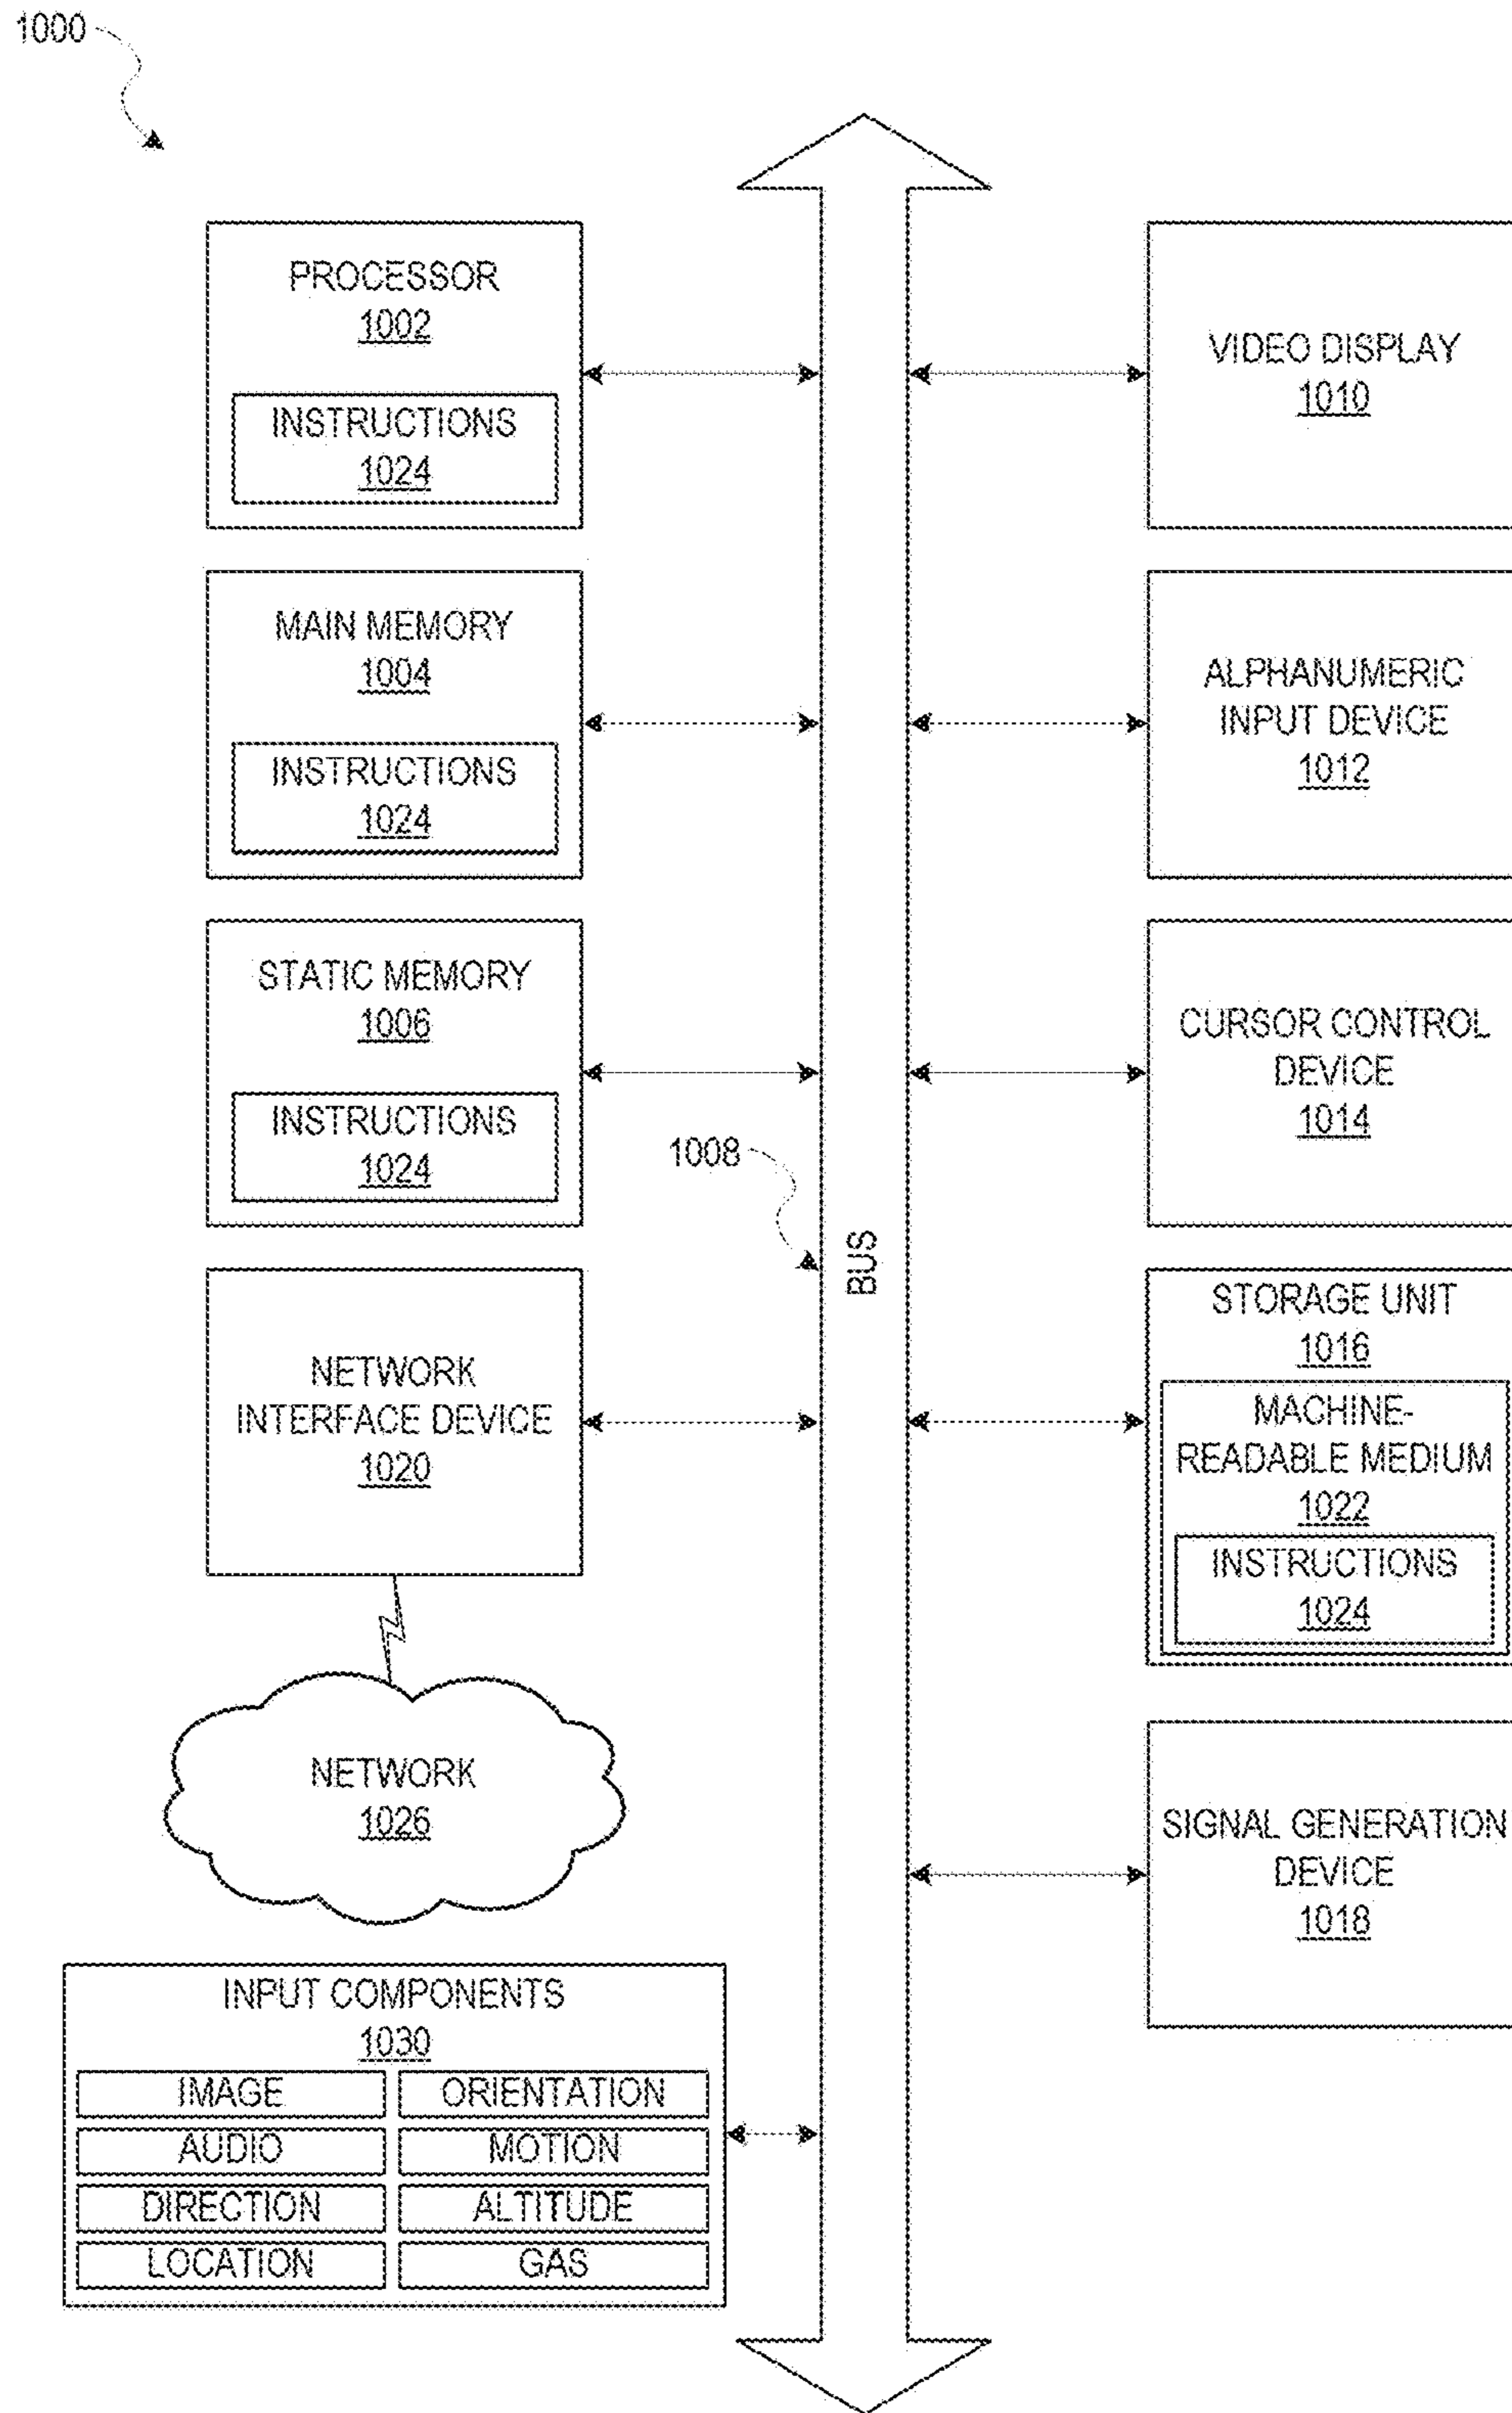 1000
PROCESSOR
1002
INSTRUCTIONS
1024
MAIN MEMORY
1004
INSTRUCTIONS
1024
STATIC MEMORY
1006
INSTRUCTIONS
1024
NETWORK
INTERFACE DEVICE
1020
NETWORK
1026
INPUT COMPONENTS
1030
IMAGE
ORIENTATION
AUDIO
MOTION
DIRECTION
ALTITUDE
LOCATION
GAS
1008
BUS
VIDEO DISPLAY
1010
ALPHANUMERIC
INPUT DEVICE
1012
CURSOR CONTROL
DEVICE
1014
STORAGE UNIT
1016
MACHINE-
READABLE MEDIUM
1022
INSTRUCTIONS
1024
SIGNAL GENERATION
DEVICE
1018